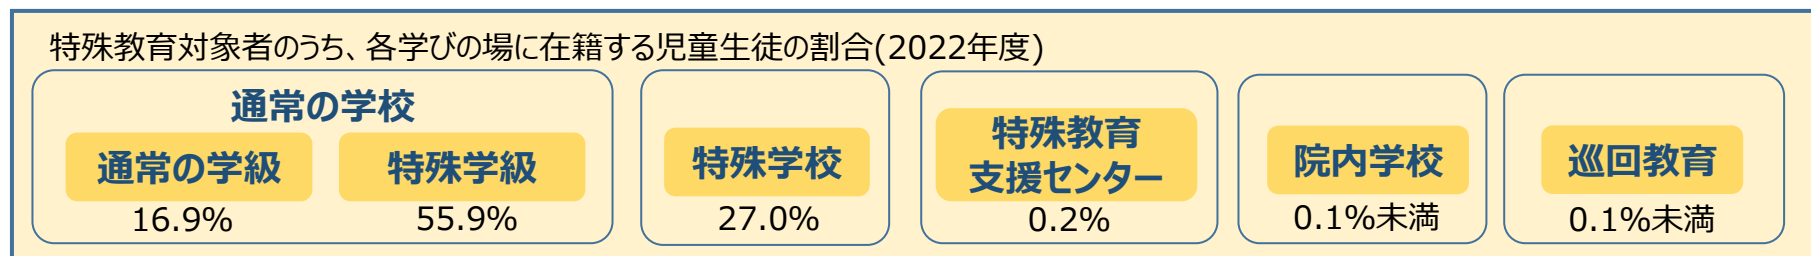 特殊教育対象者のうち、各学びの場に在籍する児童生徒の割合(2022年度)
通常の学校
通常の学級
16.9%
特殊学級
55.9%
特殊学校
27.0%
特殊教育
支援センター
0.2%
院内学校
0.1%未満
巡回教育
0.1%未満